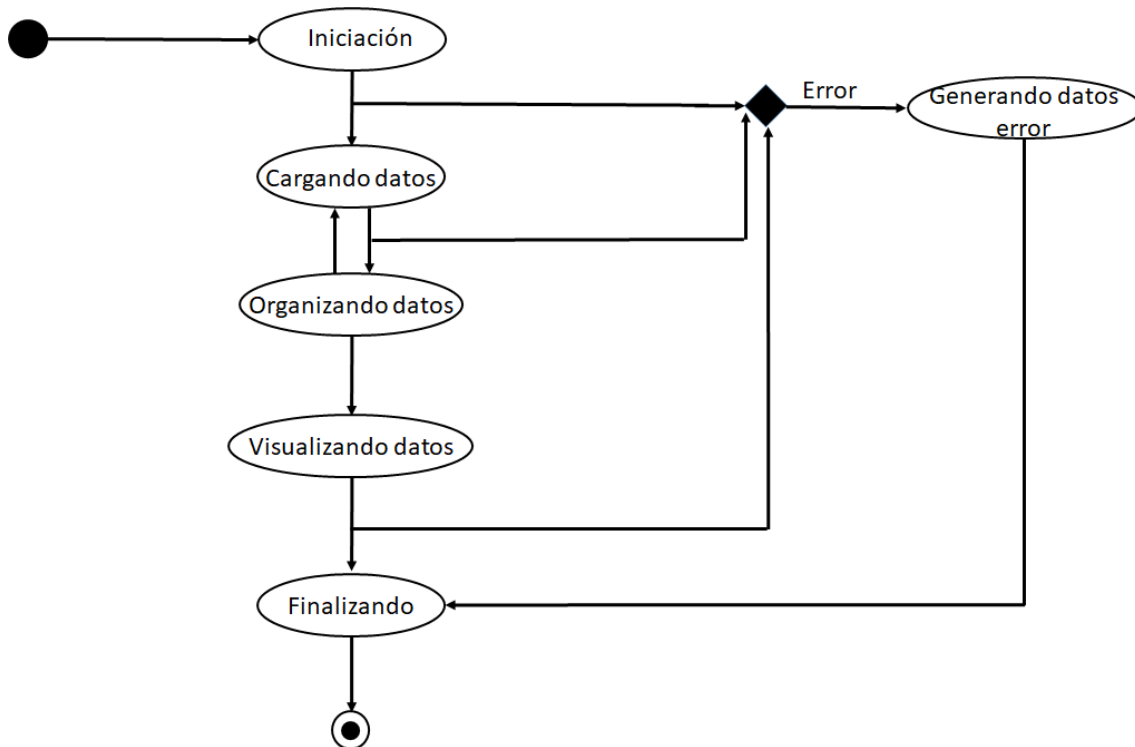 Iniciación
Error
Generando datos
error
Cargando datos
Organizando datos
Visualizando datos
Finalizando